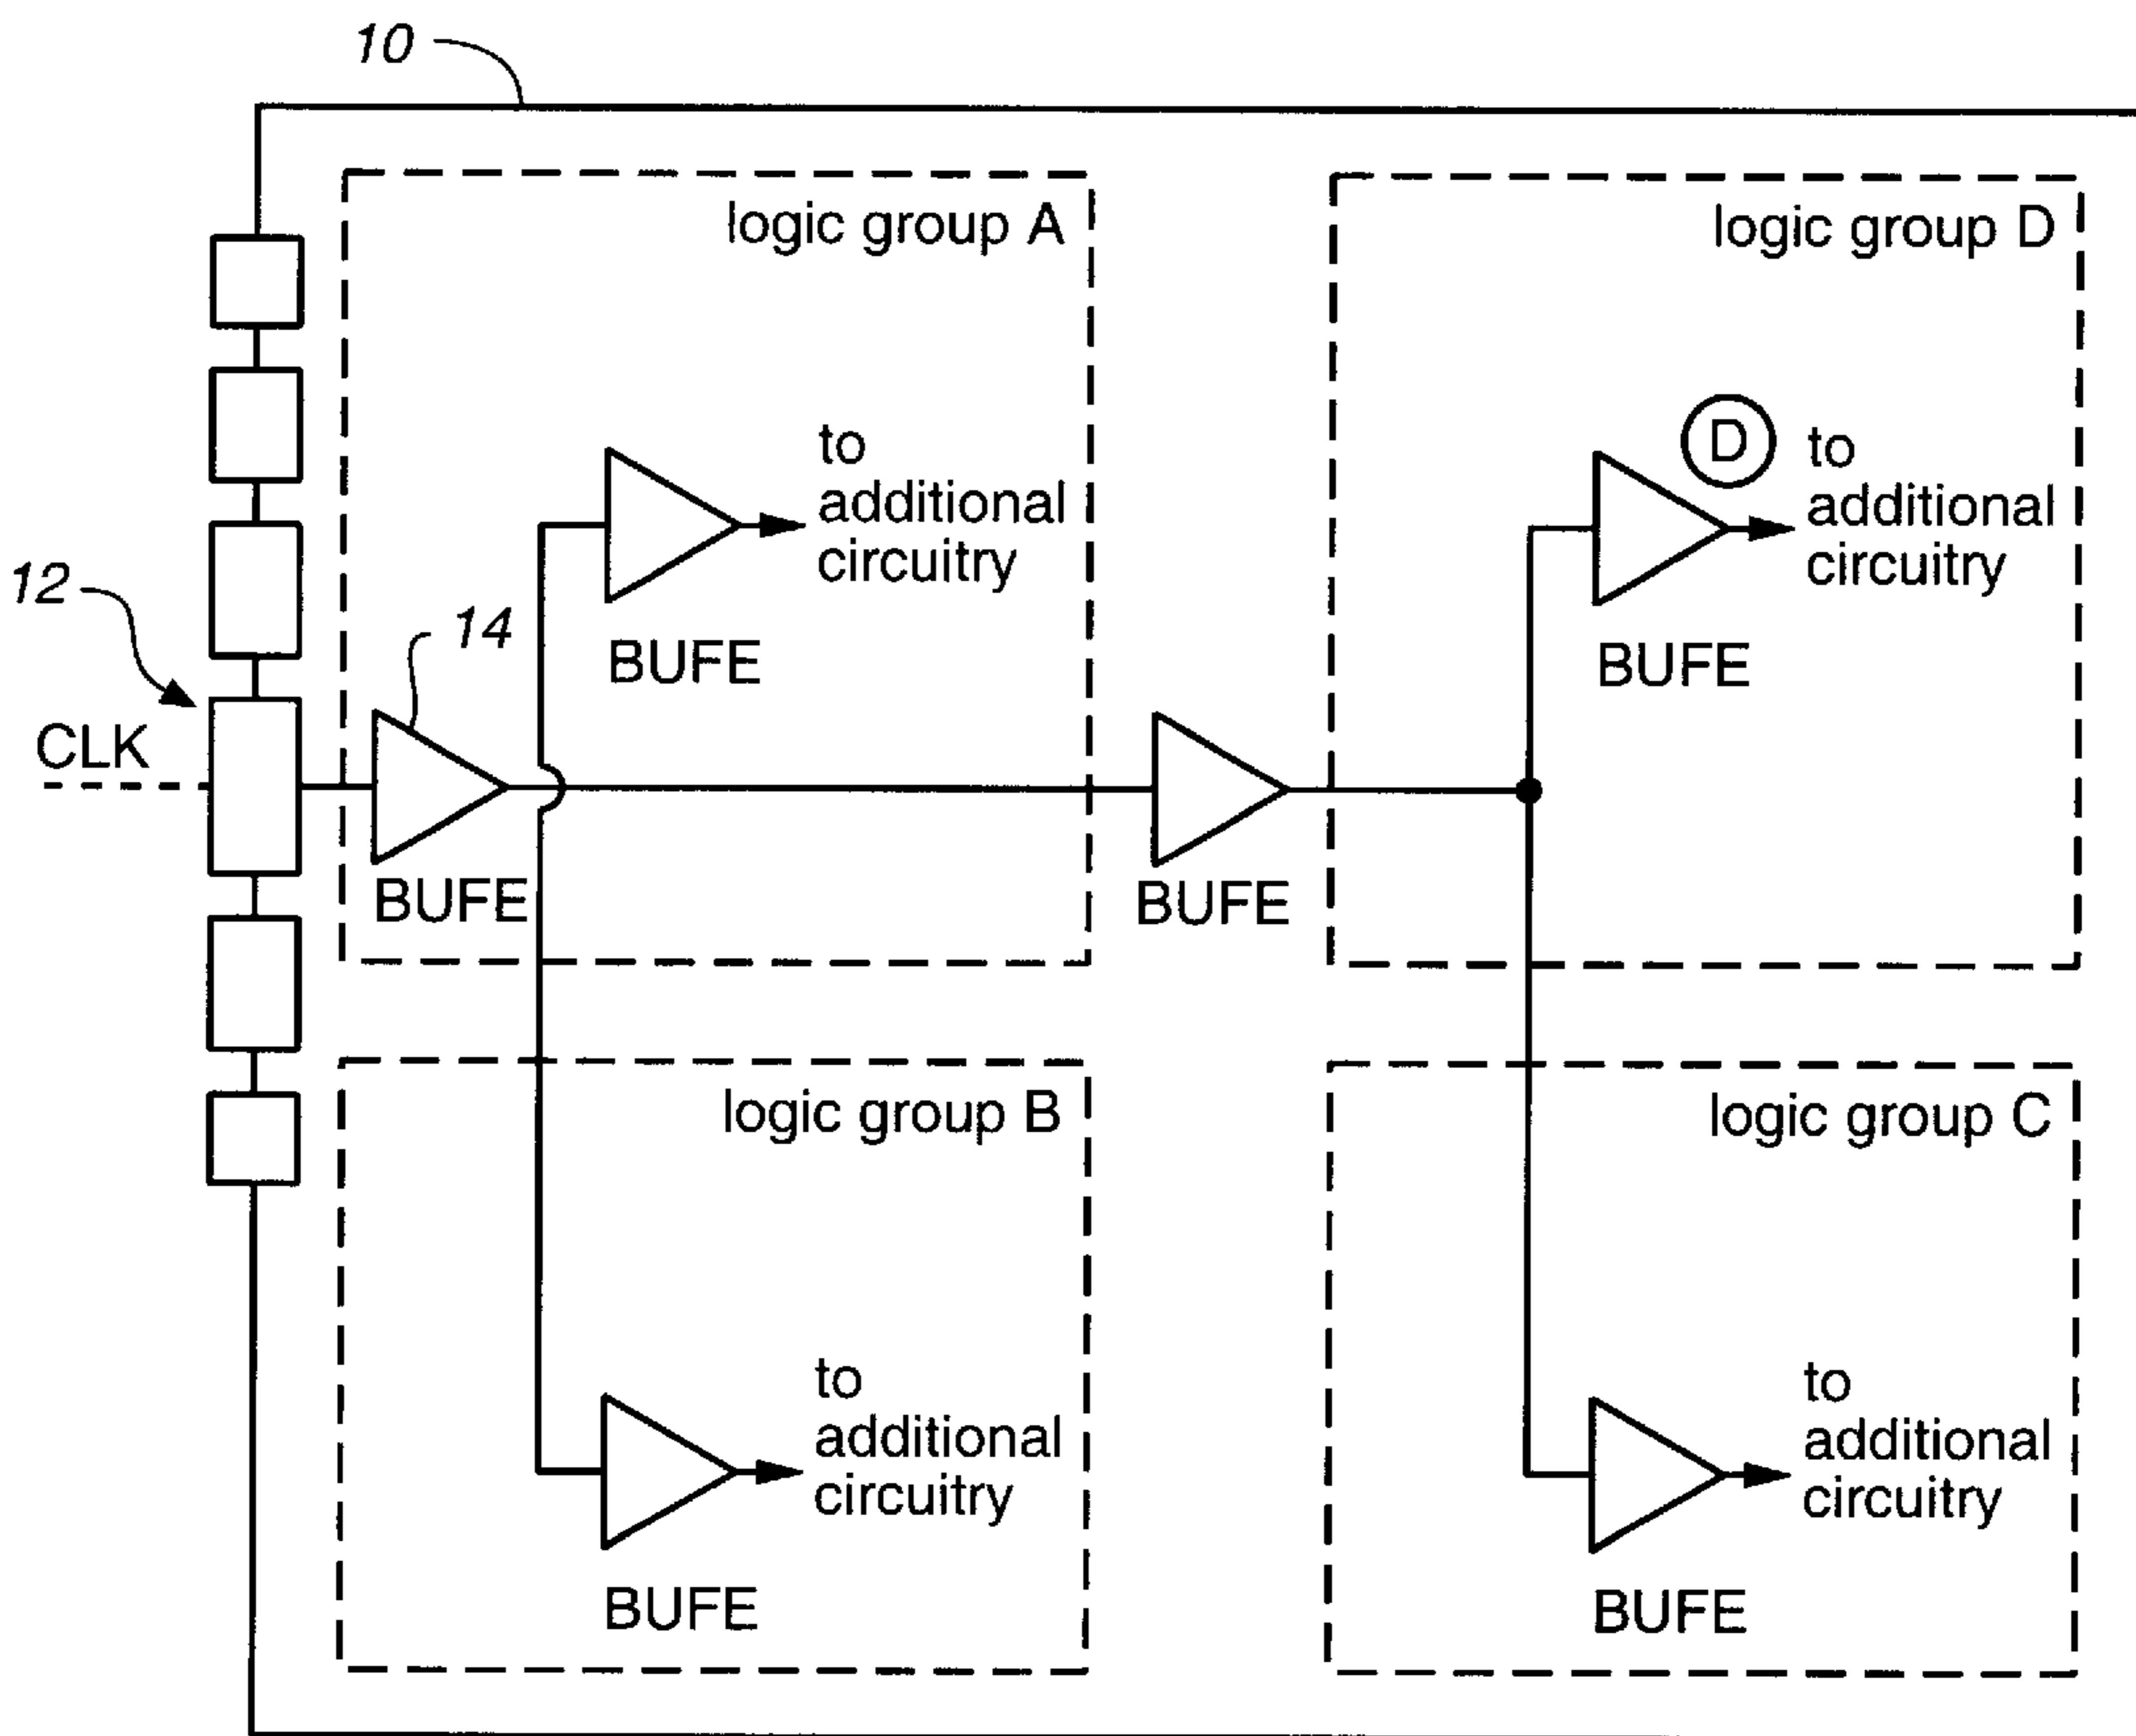 10
logic group A
to
additional
circuitry
BUFE
12
CLK
14
BUFE
BUFE
logic group D
D
to
additional
circuitry
BUFE
logic group B
to
additional
circuitry
BUFE
logic group C
to
additional
circuitry
BUFE